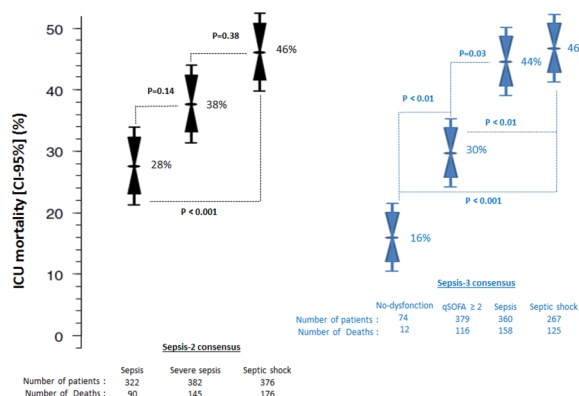 ICU mortality [CI-95%] (%)
50
40
30
20
10
0
P=0.38
46%
P=0.14
38%
28%
P < 0.001
P=0.03
44%
46
P < 0.01
P < 0.01
30%
P < 0.001
16%
Sepsis-3 consensus
No-dysfonction qSOFA ≥ 2 Sepsis Septic shock
Number of patients : 74 379 360 267
Number of Deaths : 12 116 158 125
Sepsis-2 consensus
Sepsis Severe sepsis Septic shock
Number of patients : 322 382 376
Number of Deaths : 90 145 176